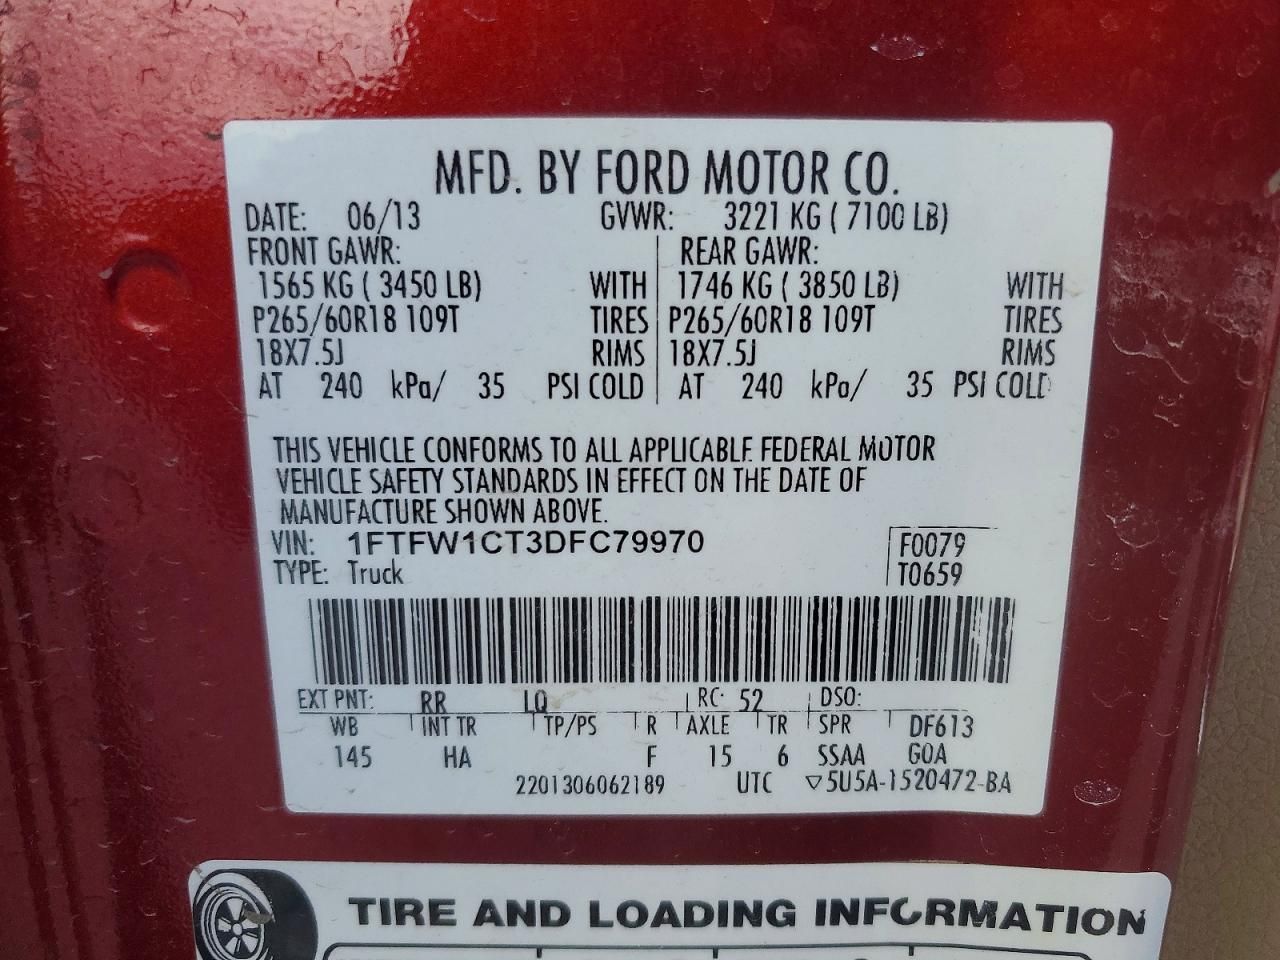 MFD. BY FORD MOTOR CO.
DATE: 06/13 GVWR: 3221 KG ( 7100 LB)
FRONT GAWR: REAR GAWR:
1565 KG ( 3450 LB) WITH 1746 KG ( 3850 LB) WITH
P265/60R18 109T TIRES P265/60R18 109T TIRES
18X7.5J RIMS 18X7.5J RIMS
AT 240 kPa/ 35 PSI COLD AT 240 kPa/ 35 PSI COLD
THIS VEHICLE CONFORMS TO ALL APPLICABLE FEDERAL MOTOR
VEHICLE SAFETY STANDARDS IN EFFECT ON THE DATE OF
MANUFACTURE SHOWN ABOVE.
VIN: 1FTFW1CT3DFC79970 F0079
TYPE: Truck T0659
EXT PNT: RR LQ RC: 52 DSO:
WB INT TR TP/PS R AXLE TR SPR DF613
145 HA F 15 6 SSAA GOA
2201306062189 UTC ▽5U5A-1520472-BA
TIRE AND LOADING INFORMATION